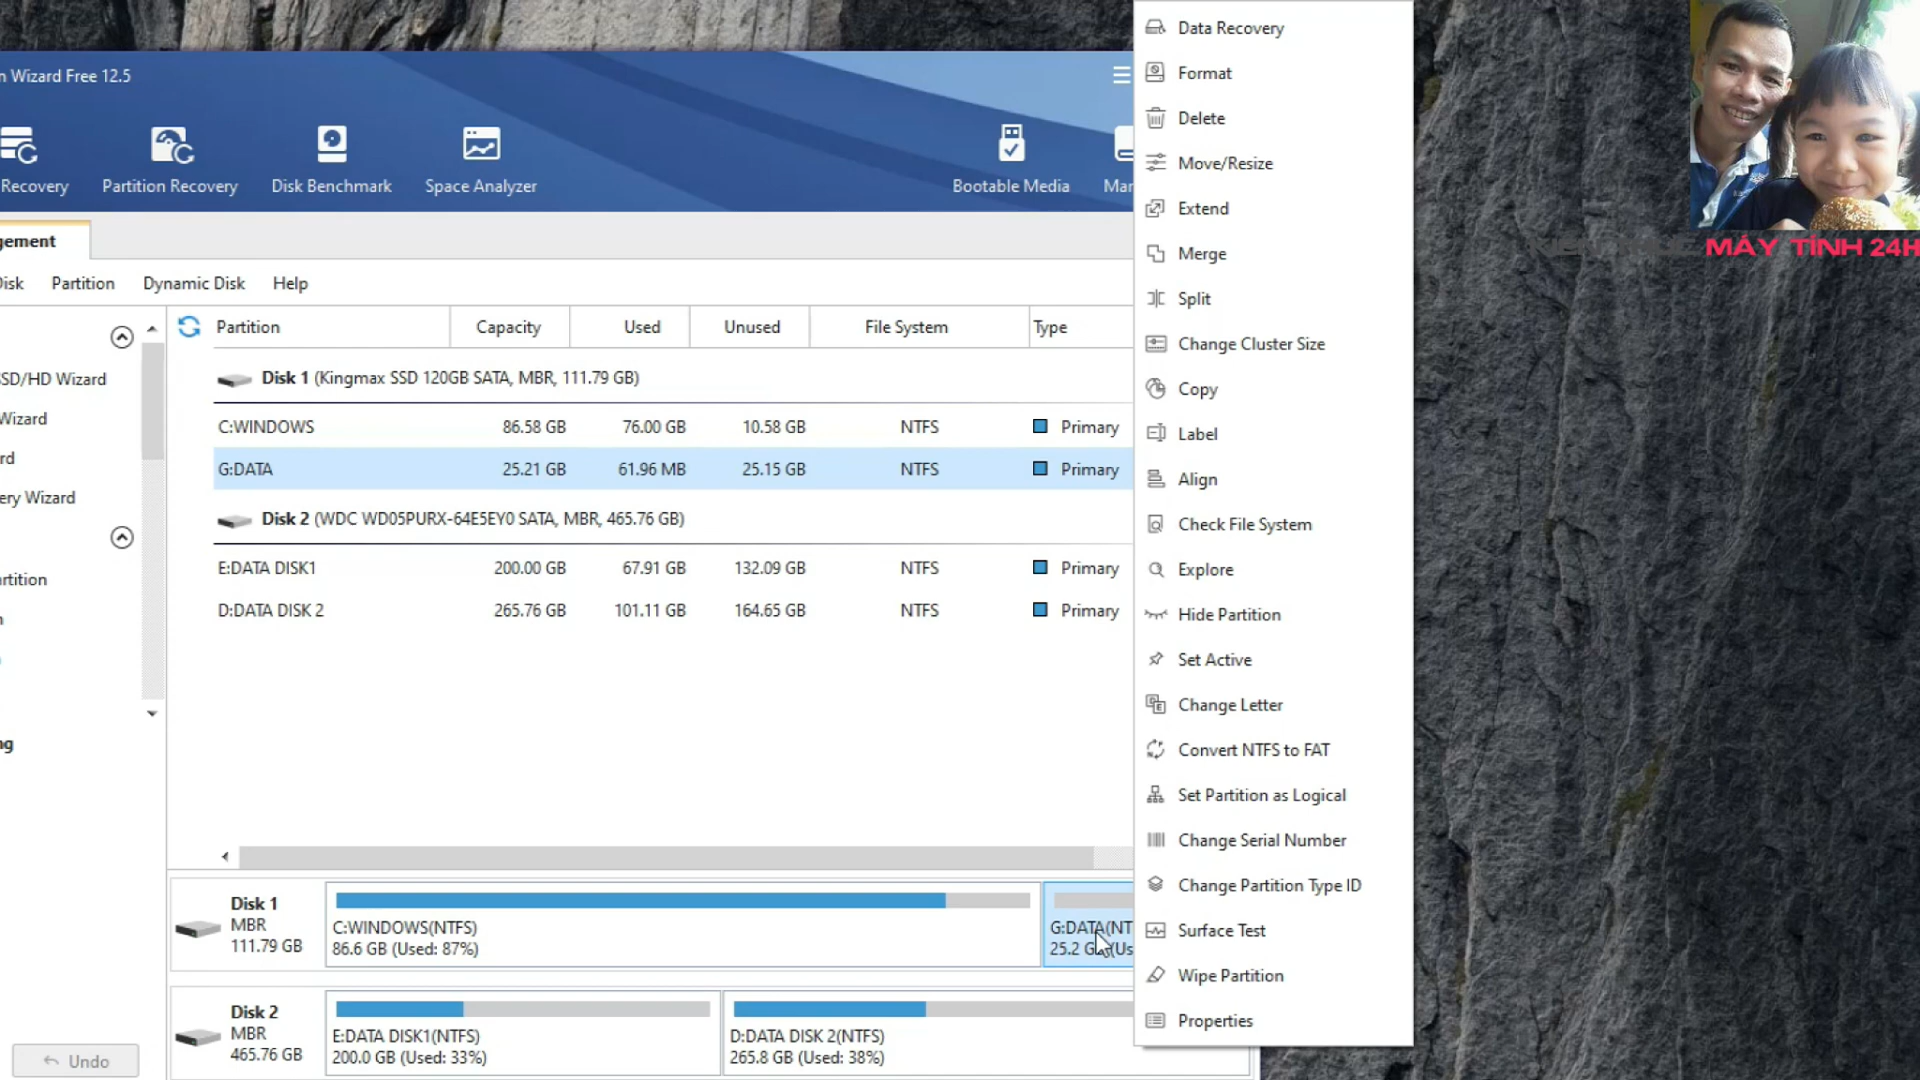 n Wizard Free 12.5
Recovery
Partition Recovery
Disk Benchmark
Space Analyzer
Bootable Media
Man
gement
Disk
Partition
Dynamic Disk
Help
SSD/HD Wizard
Wizard
rd
ery Wizard
artition
n
ng
Undo
Partition Capacity Used Unused File System Type
Disk 1 (Kingmax SSD 120GB SATA, MBR, 111.79 GB)
C:WINDOWS 86.58 GB 76.00 GB 10.58 GB NTFS Primary
G:DATA 25.21 GB 61.96 MB 25.15 GB NTFS Primary
Disk 2 (WDC WD05PURX-64E5EY0 SATA, MBR, 465.76 GB)
E:DATA DISK1 200.00 GB 67.91 GB 132.09 GB NTFS Primary
D:DATA DISK 2 265.76 GB 101.11 GB 164.65 GB NTFS Primary
Disk 1
MBR
111.79 GB
C:WINDOWS(NTFS)
86.6 GB (Used: 87%)
G:DATA(NT
25.2 G (Us
Disk 2
MBR
465.76 GB
E:DATA DISK1(NTFS)
200.0 GB (Used: 33%)
D:DATA DISK 2(NTFS)
265.8 GB (Used: 38%)
Data Recovery
Format
Delete
Move/Resize
Extend
Merge
Split
Change Cluster Size
Copy
Label
Align
Check File System
Explore
Hide Partition
Set Active
Change Letter
Convert NTFS to FAT
Set Partition as Logical
Change Serial Number
Change Partition Type ID
Surface Test
Wipe Partition
Properties
MÁY TÍNH 24H